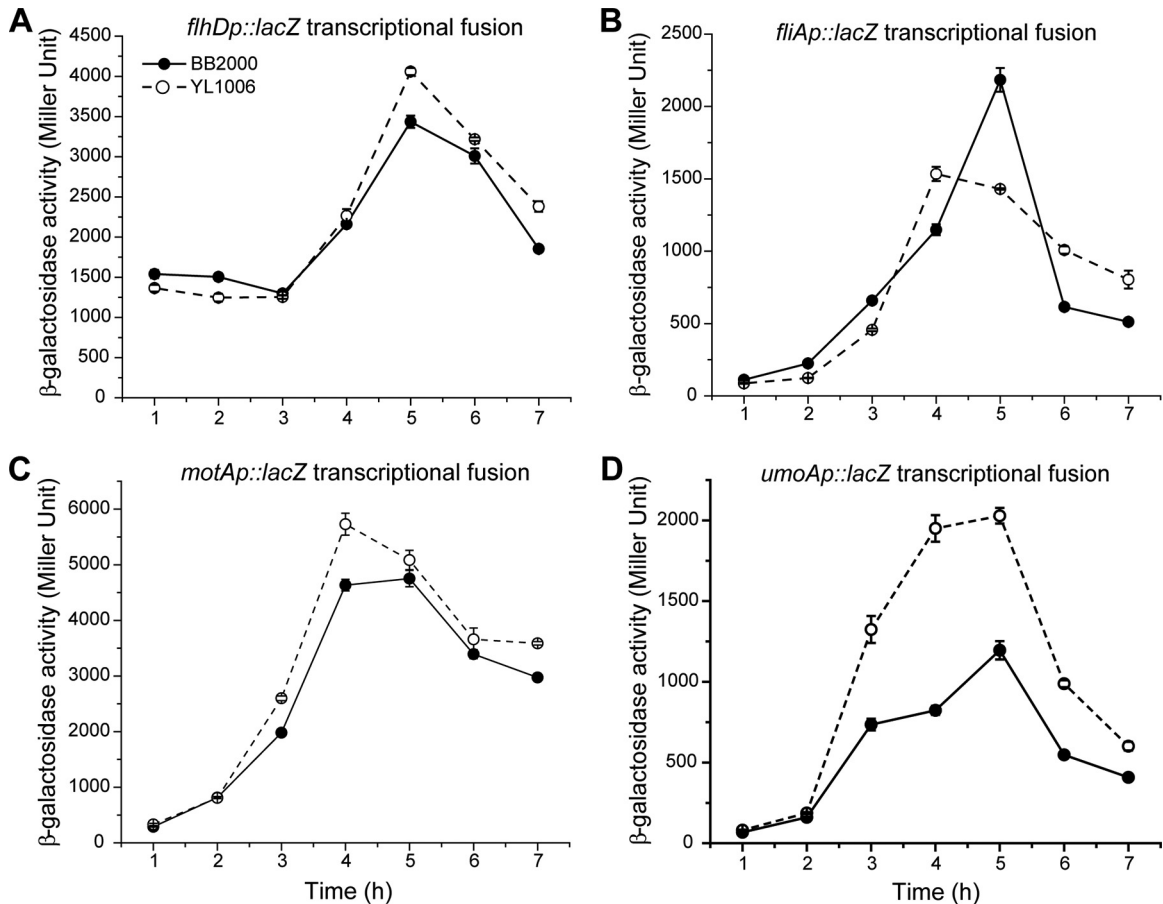 A
flhDp::lacZ transcriptional fusion
β-galactosidase activity (Miller Unit)
4500
4000
3500
3000
2500
2000
1500
1000
500
0
BB2000
YL1006
1 2 3 4 5 6 7
B
fliAp::lacZ transcriptional fusion
β-galactosidase activity (Miller Unit)
2500
2000
1500
1000
500
0
1 2 3 4 5 6 7
C
motAp::lacZ transcriptional fusion
β-galactosidase activity (Miller Unit)
6000
5000
4000
3000
2000
1000
0
1 2 3 4 5 6 7
Time (h)
D
umoAp::lacZ transcriptional fusion
β-galactosidase activity (Miller Unit)
2000
1500
1000
500
0
1 2 3 4 5 6 7
Time (h)